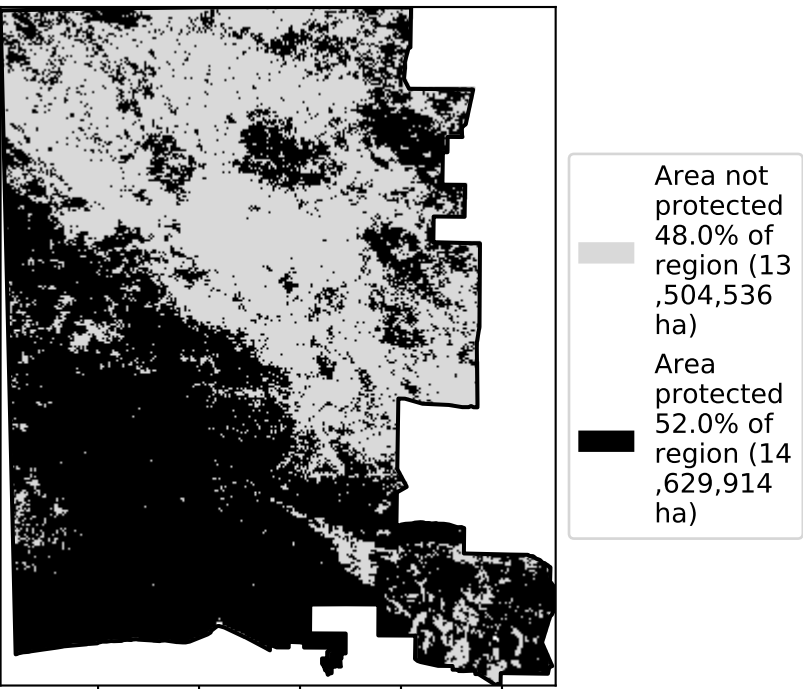 Area not
protected
48.0% of
region (13
,504,536
ha)
Area
protected
52.0% of
region (14
,629,914
ha)